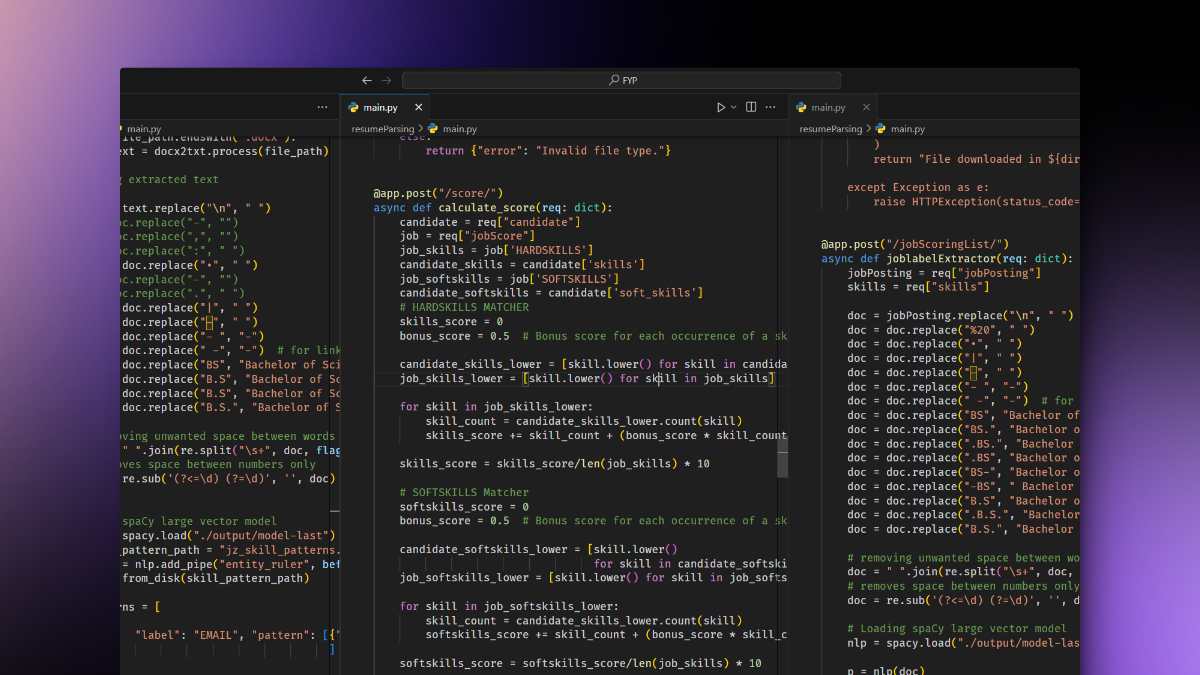 FYP
main.py
file_path.endswith(".docx"):
ext = docx2txt.process(file_path)
extracted text
text.replace("\n", " ")
oc.replace("-", "")
oc.replace(",", "")
oc.replace(":", " ")
doc.replace("•", " ")
oc.replace("-", "")
oc.replace(".", " ")
doc.replace("|", " ")
doc.replace("–", " ")
doc.replace("- ", "-")
doc.replace(" -", "-")  # for link
doc.replace("BS", "Bachelor of Sci
doc.replace("B.S", "Bachelor of Sc
doc.replace("B.S", "Bachelor of Sc
doc.replace("B.S.", "Bachelor of S
oving unwanted space between words
" ".join(re.split("\s+", doc, flag
oves space between numbers only
re.sub('(?<=\d) (?=\d)', '', doc)
spaCy large vector model
spacy.load("./output/model-last")
_pattern_path = "jz_skill_patterns.
= nlp.add_pipe("entity_ruler", bef
from_disk(skill_pattern_path)
rns = [
"label": "EMAIL", "pattern": [{"
]
main.py
resumeParsing > main.py
else:
return {"error": "Invalid file type."}
@app.post("/score/")
async def calculate_score(req: dict):
candidate = req["candidate"]
job = req["jobScore"]
job_skills = job['HARDSKILLS']
candidate_skills = candidate['skills']
job_softskills = job['SOFTSKILLS']
candidate_softskills = candidate['soft_skills']
# HARDSKILLS MATCHER
skills_score = 0
bonus_score = 0.5  # Bonus score for each occurrence of a sk
candidate_skills_lower = [skill.lower() for skill in candida
job_skills_lower = [skill.lower() for skill in job_skills]
for skill in job_skills_lower:
skill_count = candidate_skills_lower.count(skill)
skills_score += skill_count + (bonus_score * skill_count
skills_score = skills_score/len(job_skills) * 10
# SOFTSKILLS Matcher
softskills_score = 0
bonus_score = 0.5  # Bonus score for each occurrence of a sk
candidate_softskills_lower = [skill.lower()
for skill in candidate_softski
job_softskills_lower = [skill.lower() for skill in job_softs
for skill in job_softskills_lower:
skill_count = candidate_softskills_lower.count(skill)
softskills_score += skill_count + (bonus_score * skill_c
softskills_score = softskills_score/len(job_skills) * 10
main.py
resumeParsing > main.py
)
return "File downloaded in ${dir
except Exception as e:
raise HTTPException(status_code=
@app.post("/jobScoringList/")
async def joblabelExtractor(req: dict):
jobPosting = req["jobPosting"]
skills = req["skills"]
doc = jobPosting.replace("\n", " ")
doc = doc.replace("%20", " ")
doc = doc.replace("•", " ")
doc = doc.replace("|", " ")
doc = doc.replace("–", " ")
doc = doc.replace("- ", "-")
doc = doc.replace(" -", "-")  # for
doc = doc.replace("BS", "Bachelor of
doc = doc.replace("BS.", "Bachelor o
doc = doc.replace(".BS.", "Bachelor
doc = doc.replace(".BS", "Bachelor o
doc = doc.replace("BS-", "Bachelor o
doc = doc.replace("-BS", " Bachelor
doc = doc.replace("B.S", "Bachelor o
doc = doc.replace(".B.S.", "Bachelor
doc = doc.replace("B.S.", "Bachelor
# removing unwanted space between wo
doc = " ".join(re.split("\s+", doc,
# removes space between numbers only
doc = re.sub('(?<=\d) (?=\d)', '', d
# Loading spaCy large vector model
nlp = spacy.load("./output/model-las
p = nlp(doc)